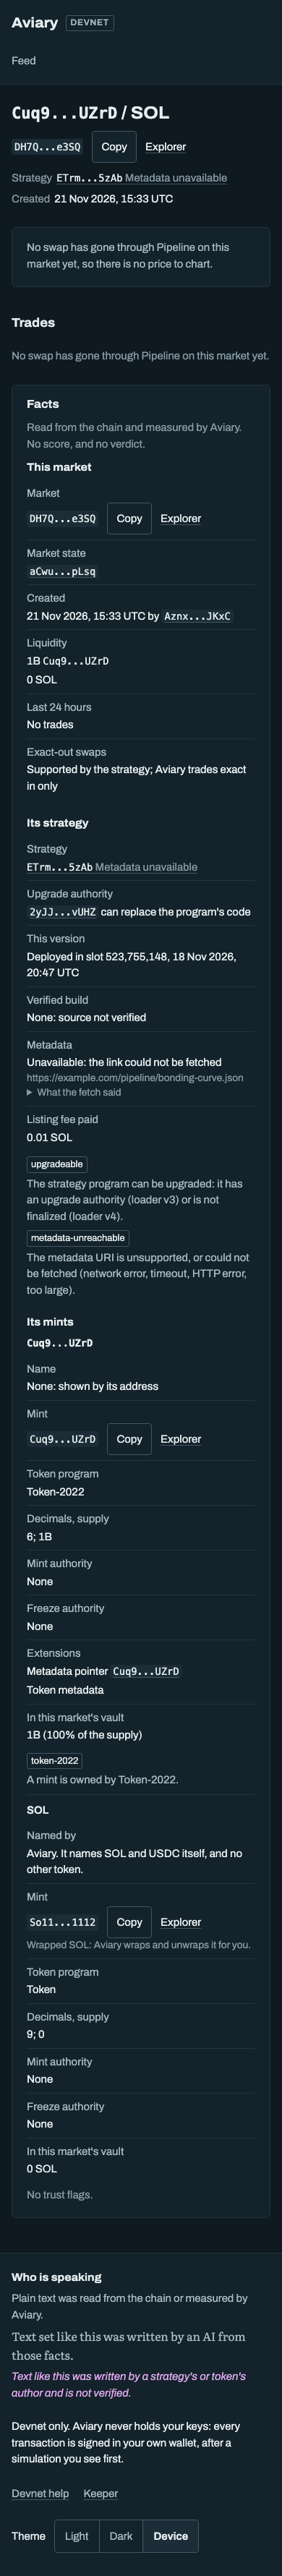 Aviary DEVNET
Feed
Cuq9...UZrD / SOL
DH7Q...e3SQ Copy Explorer
Strategy ETrm...5zAb Metadata unavailable
Created 21 Nov 2026, 15:33 UTC
No swap has gone through Pipeline on this
market yet, so there is no price to chart.
Trades
No swap has gone through Pipeline on this market yet.
Facts
Read from the chain and measured by Aviary.
No score, and no verdict.
This market
Market
DH7Q...e3SQ Copy Explorer
Market state
aCwu...pLsq
Created
21 Nov 2026, 15:33 UTC by Aznx...JKxC
Liquidity
1B Cuq9...UZrD
0 SOL
Last 24 hours
No trades
Exact-out swaps
Supported by the strategy; Aviary trades exact
in only
Its strategy
Strategy
ETrm...5zAb Metadata unavailable
Upgrade authority
2yJJ...vUHZ can replace the program's code
This version
Deployed in slot 523,755,148, 18 Nov 2026,
20:47 UTC
Verified build
None: source not verified
Metadata
Unavailable: the link could not be fetched
https://example.com/pipeline/bonding-curve.json
▶ What the fetch said
Listing fee paid
0.01 SOL
upgradeable
The strategy program can be upgraded: it has
an upgrade authority (loader v3) or is not
finalized (loader v4).
metadata-unreachable
The metadata URI is unsupported, or could not
be fetched (network error, timeout, HTTP error,
too large).
Its mints
Cuq9...UZrD
Name
None: shown by its address
Mint
Cuq9...UZrD Copy Explorer
Token program
Token-2022
Decimals, supply
6; 1B
Mint authority
None
Freeze authority
None
Extensions
Metadata pointer Cuq9...UZrD
Token metadata
In this market's vault
1B (100% of the supply)
token-2022
A mint is owned by Token-2022.
SOL
Named by
Aviary. It names SOL and USDC itself, and no
other token.
Mint
So11...1112 Copy Explorer
Wrapped SOL: Aviary wraps and unwraps it for you.
Token program
Token
Decimals, supply
9; 0
Mint authority
None
Freeze authority
None
In this market's vault
0 SOL
No trust flags.
Who is speaking
Plain text was read from the chain or measured by
Aviary.
Text set like this was written by an AI from
those facts.
Text like this was written by a strategy's or token's
author and is not verified.
Devnet only. Aviary never holds your keys: every
transaction is signed in your own wallet, after a
simulation you see first.
Devnet help Keeper
Theme Light Dark Device